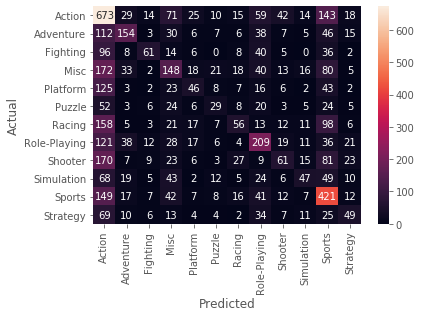 Actual
Action 673 29 14 71 25 10 15 59 42 14 143 18
Adventure 112 154 3 30 6 7 6 38 7 5 46 15
Fighting 96 8 61 14 6 0 8 40 5 0 36 2
Misc 172 33 2 148 18 21 18 40 13 16 80 5
Platform 125 3 2 23 46 8 7 16 6 2 43 2
Puzzle 52 3 6 24 6 29 8 20 3 5 24 5
Racing 158 5 3 21 17 7 56 13 12 11 98 6
Role-Playing 121 38 12 28 17 6 4 209 19 11 36 21
Shooter 170 7 9 23 6 3 27 9 61 15 81 23
Simulation 68 19 5 43 2 12 5 24 6 47 49 10
Sports 149 17 7 42 7 8 16 41 12 7 421 12
Strategy 69 10 6 13 4 4 2 34 7 11 25 49
Action Adventure Fighting Misc Platform Puzzle Racing Role-Playing Shooter Simulation Sports Strategy
Predicted
600
500
400
300
200
100
0